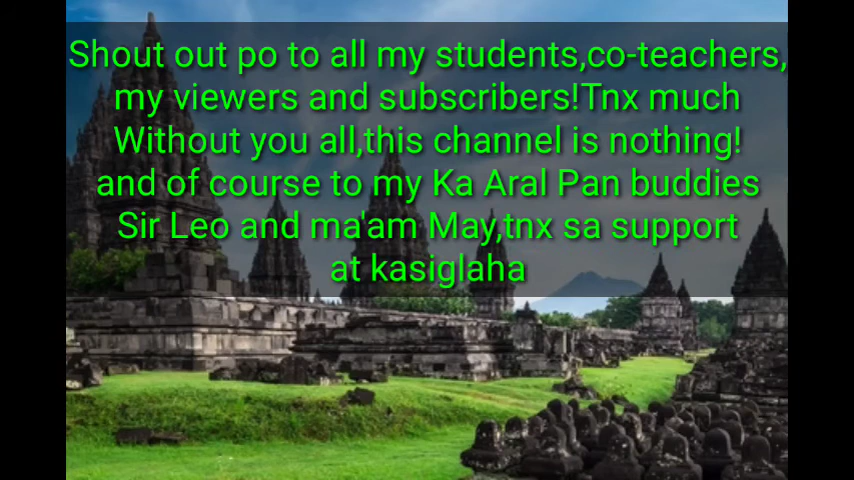 Shout out po to all my students,co-teachers,
my viewers and subscribers!Tnx much
Without you all,this channel is nothing!
and of course to my Ka Aral Pan buddies
Sir Leo and ma'am May,tnx sa support
at kasiglaha